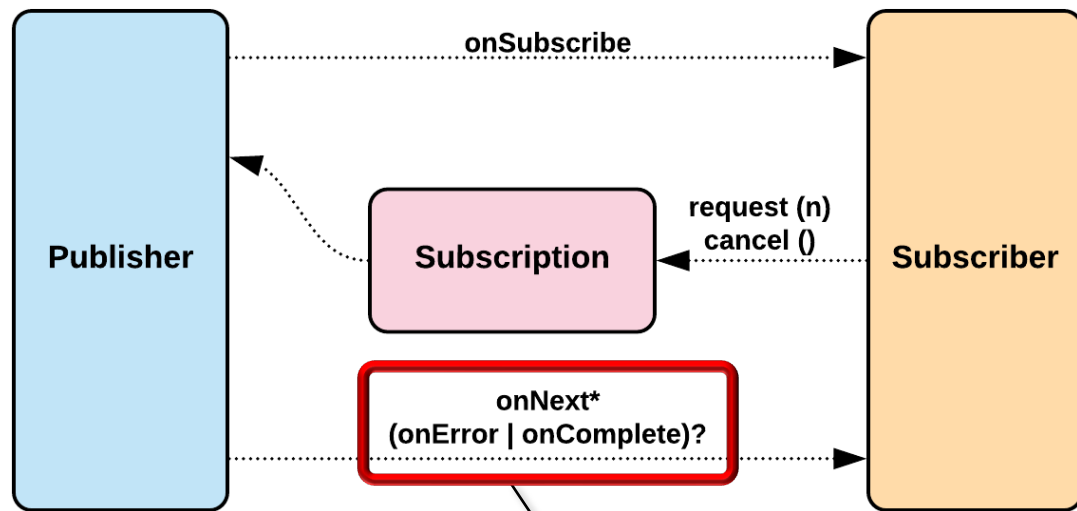 onSubscribe
request (n)
cancel ()
Publisher
Subscription
Subscriber
onNext*
(onError | onComplete)?